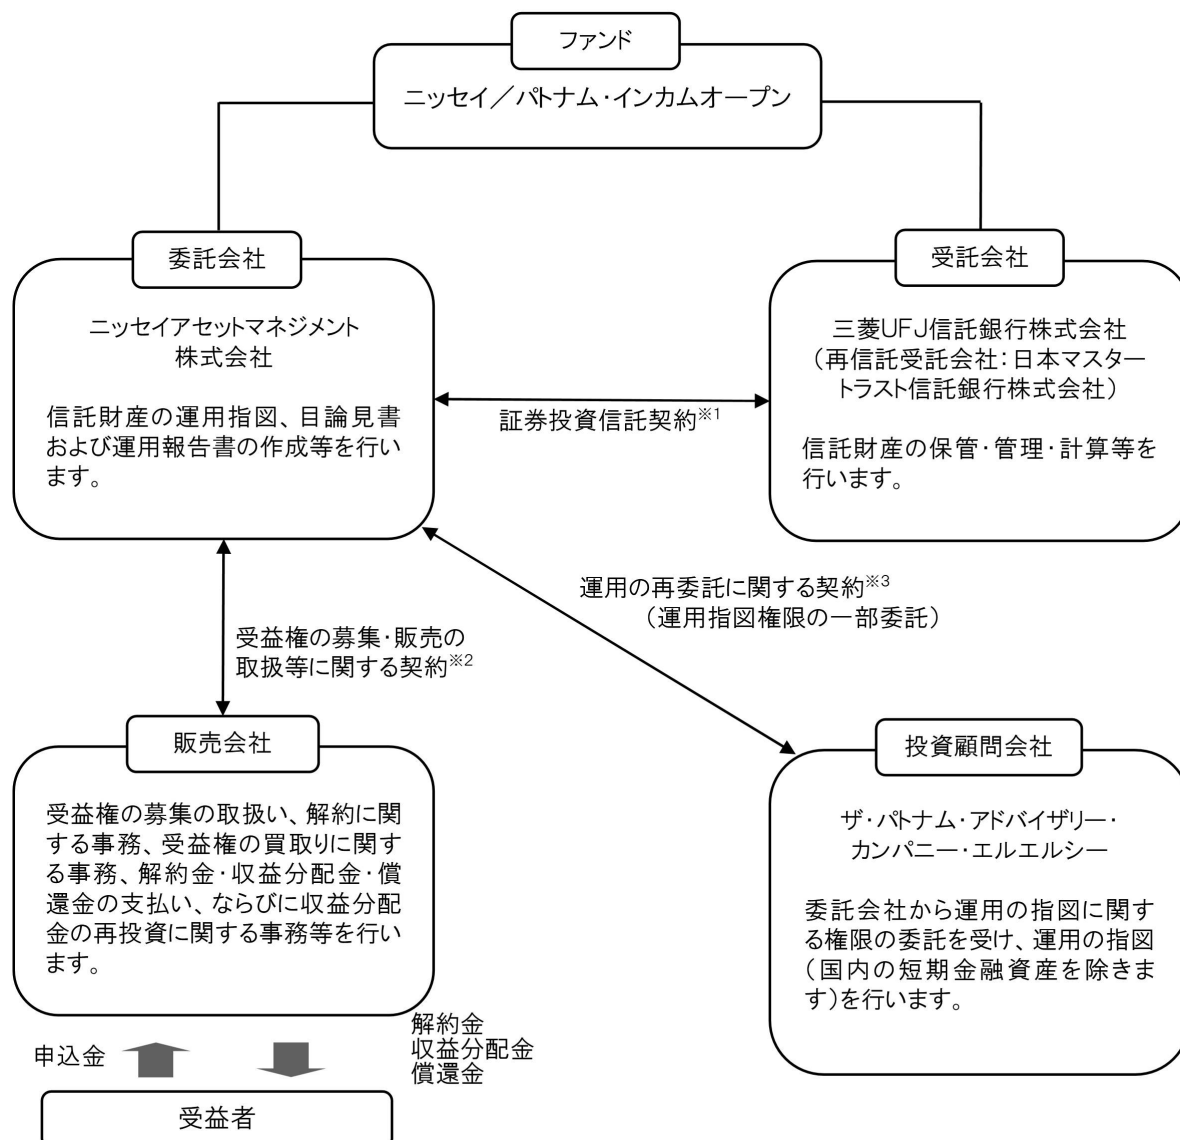 ファンド
ニッセイ／パトナム・インカムオープン
委託会社
ニッセイアセットマネジメント
株式会社
信託財産の運用指図、目論見書
および運用報告書の作成等を行い
ます。
受託会社
三菱UFJ信託銀行株式会社
（再信託受託会社：日本マスター
トラスト信託銀行株式会社）
信託財産の保管・管理・計算等を
行います。
証券投資信託契約※1
運用の再委託に関する契約※3
（運用指図権限の一部委託）
受益権の募集・販売の
取扱等に関する契約※2
販売会社
受益権の募集の取扱い、解約に関
する事務、受益権の買取りに関す
る事務、解約金・収益分配金・償
還金の支払い、ならびに収益分配
金の再投資に関する事務等を行い
ます。
投資顧問会社
ザ・パトナム・アドバイザリー・
カンパニー・エルエルシー
委託会社から運用の指図に関す
る権限の委託を受け、運用の指図
（国内の短期金融資産を除きま
す）を行います。
申込金
解約金
収益分配金
償還金
受益者